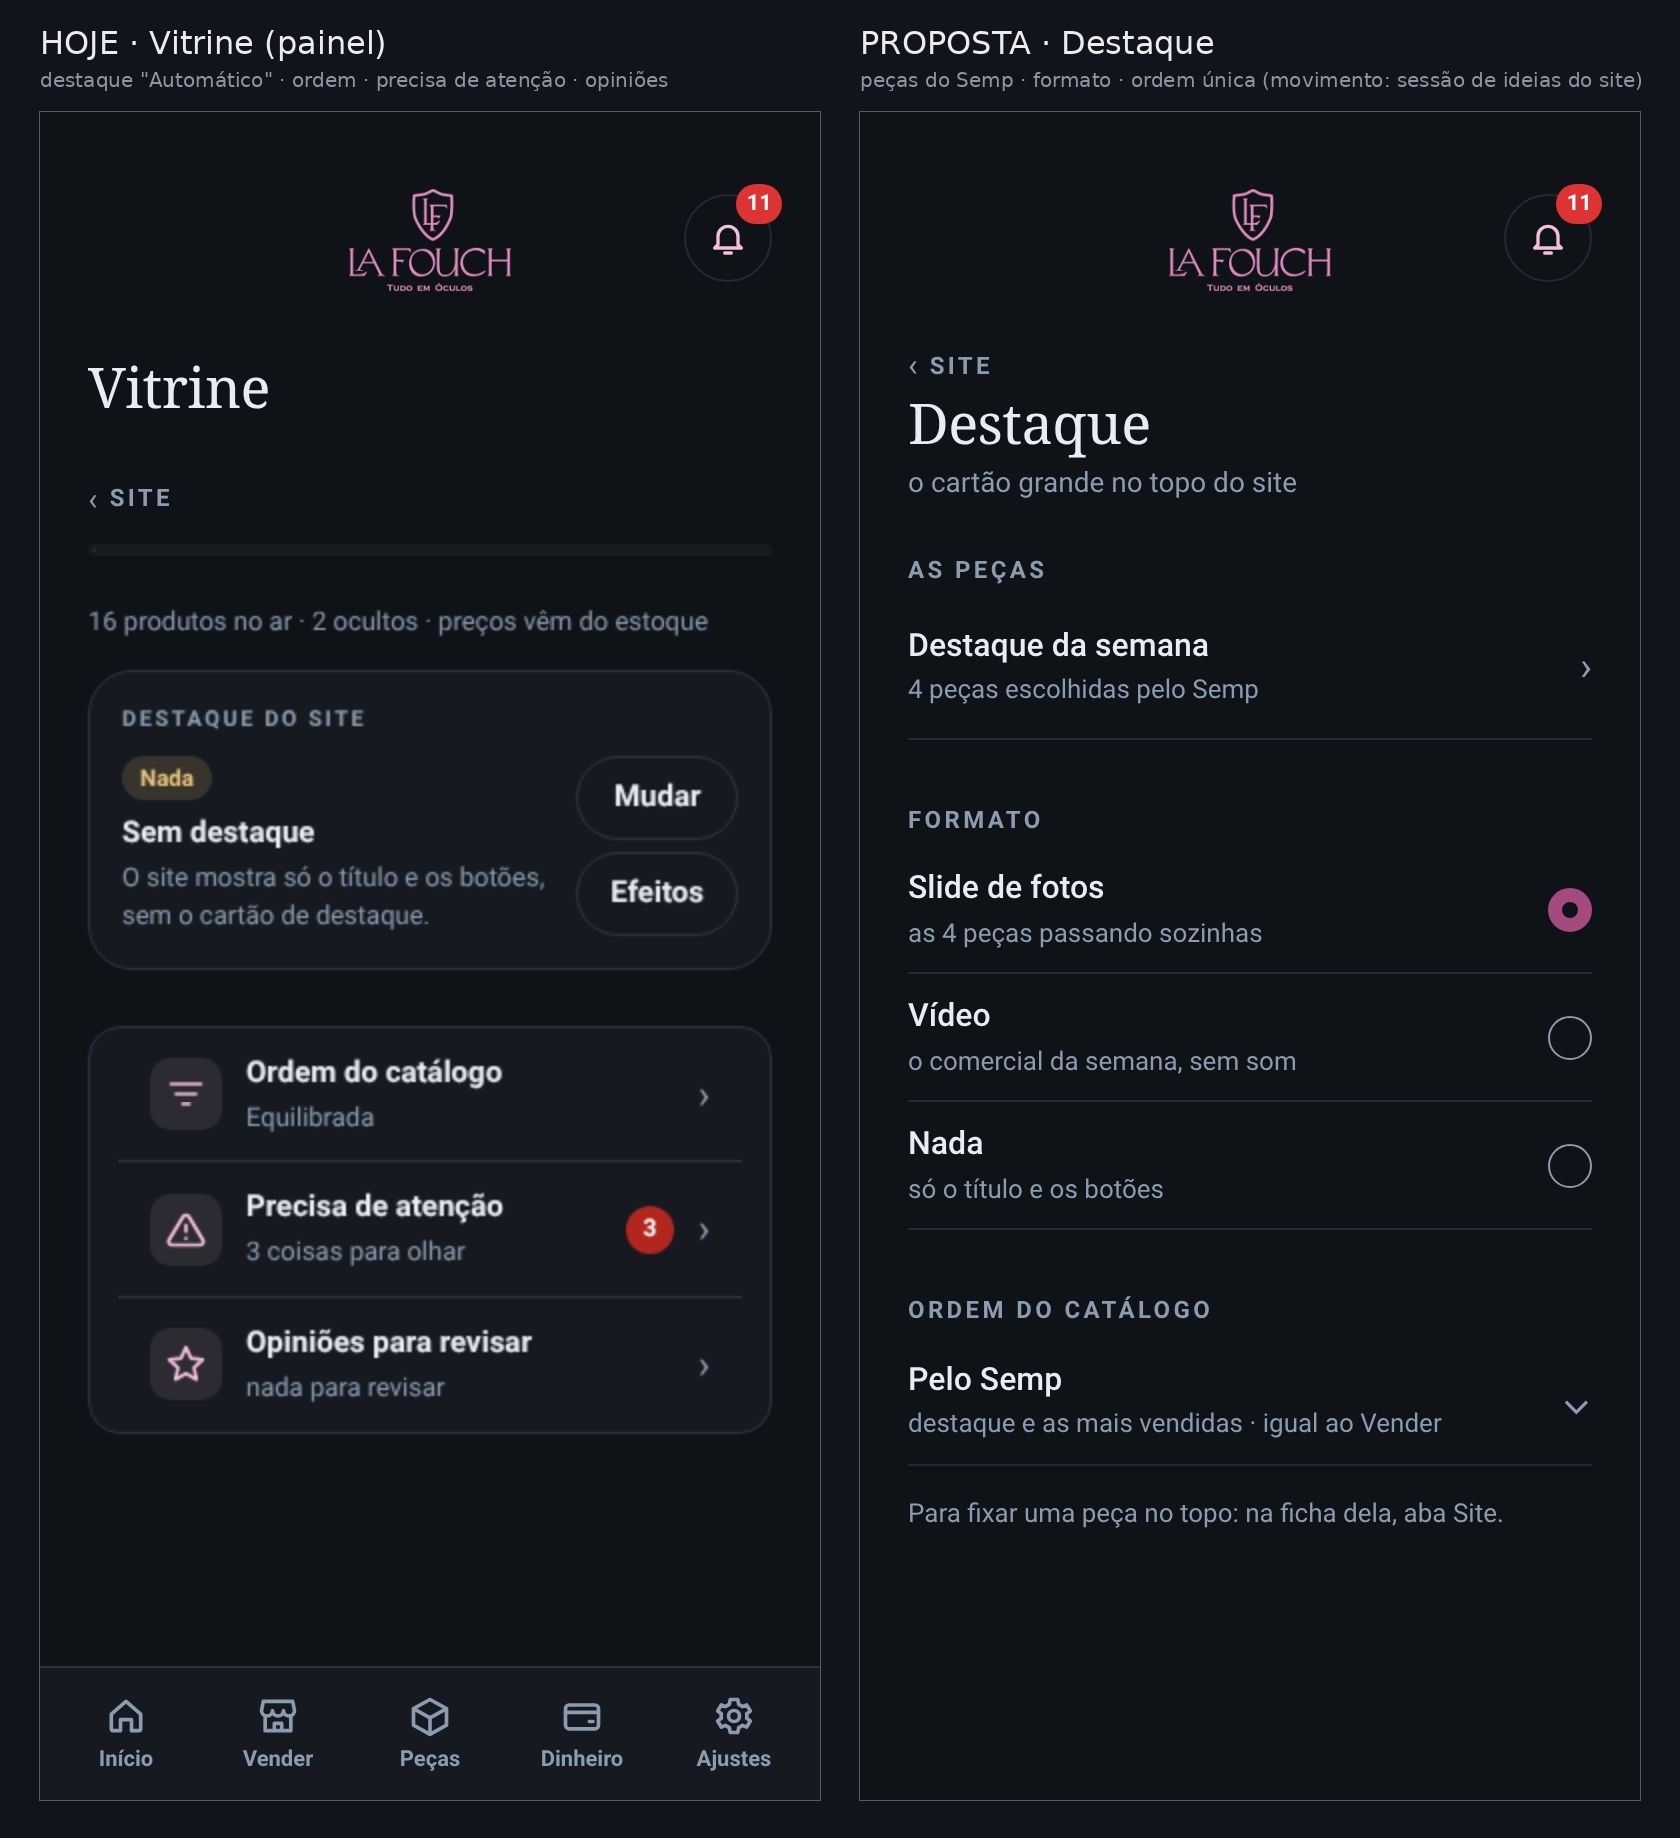 HOJE · Vitrine (painel)
destaque "Automático" · ordem · precisa de atenção · opiniões
LF
LA FOUCH
TUDO EM ÓCULOS
11
Vitrine
‹ SITE
16 produtos no ar · 2 ocultos · preços vêm do estoque
DESTAQUE DO SITE
Nada
Sem destaque
O site mostra só o título e os botões,
sem o cartão de destaque.
Mudar
Efeitos
Ordem do catálogo
Equilibrada
›
Precisa de atenção
3 coisas para olhar
3
›
Opiniões para revisar
nada para revisar
›
Início
Vender
Peças
Dinheiro
Ajustes
PROPOSTA · Destaque
peças do Semp · formato · ordem única (movimento: sessão de ideias do site)
LF
LA FOUCH
TUDO EM ÓCULOS
11
‹ SITE
Destaque
o cartão grande no topo do site
AS PEÇAS
Destaque da semana
4 peças escolhidas pelo Semp
›
FORMATO
Slide de fotos
as 4 peças passando sozinhas
Vídeo
o comercial da semana, sem som
Nada
só o título e os botões
ORDEM DO CATÁLOGO
Pelo Semp
destaque e as mais vendidas · igual ao Vender
Para fixar uma peça no topo: na ficha dela, aba Site.